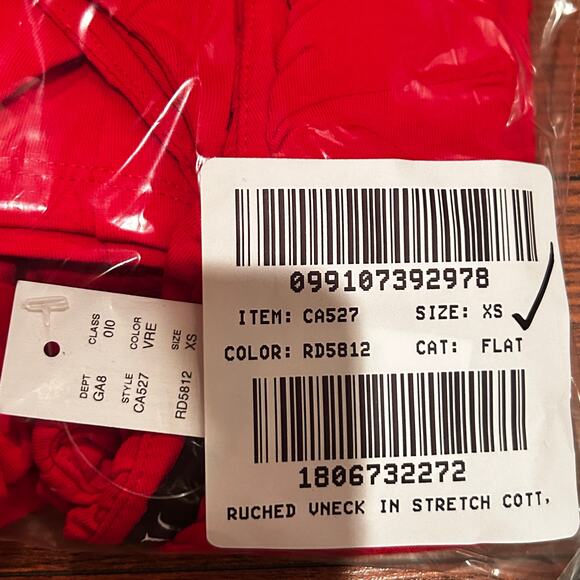 099107392978
ITEM: CA527 SIZE: XS
COLOR: RD5812 CAT: FLAT
1806732272
RUCHED VNECK IN STRETCH COTT,
DEPT CLASS
GA8 010
STYLE COLOR
CA527 VRE
SIZE
RD5812 XS